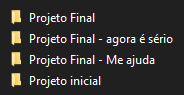 Projeto Final
Projeto Final - agora é sério
Projeto Final - Me ajuda
Projeto inicial